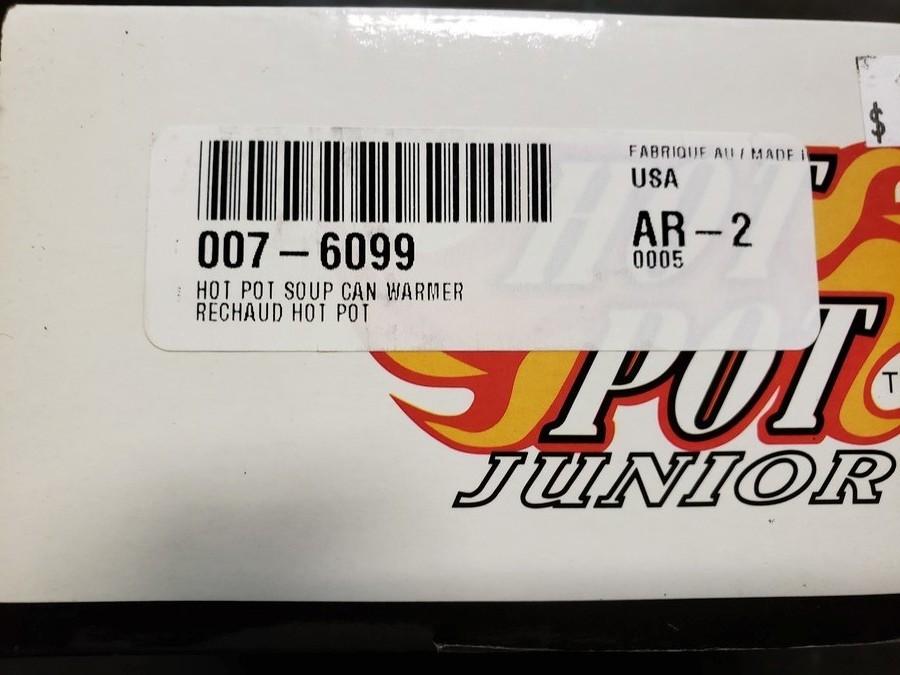 $
FABRIQUE AU / MADE I
USA
007-6099
AR-2
0005
HOT POT SOUP CAN WARMER
RECHAUD HOT POT
HOT
POT
T
JUNIOR